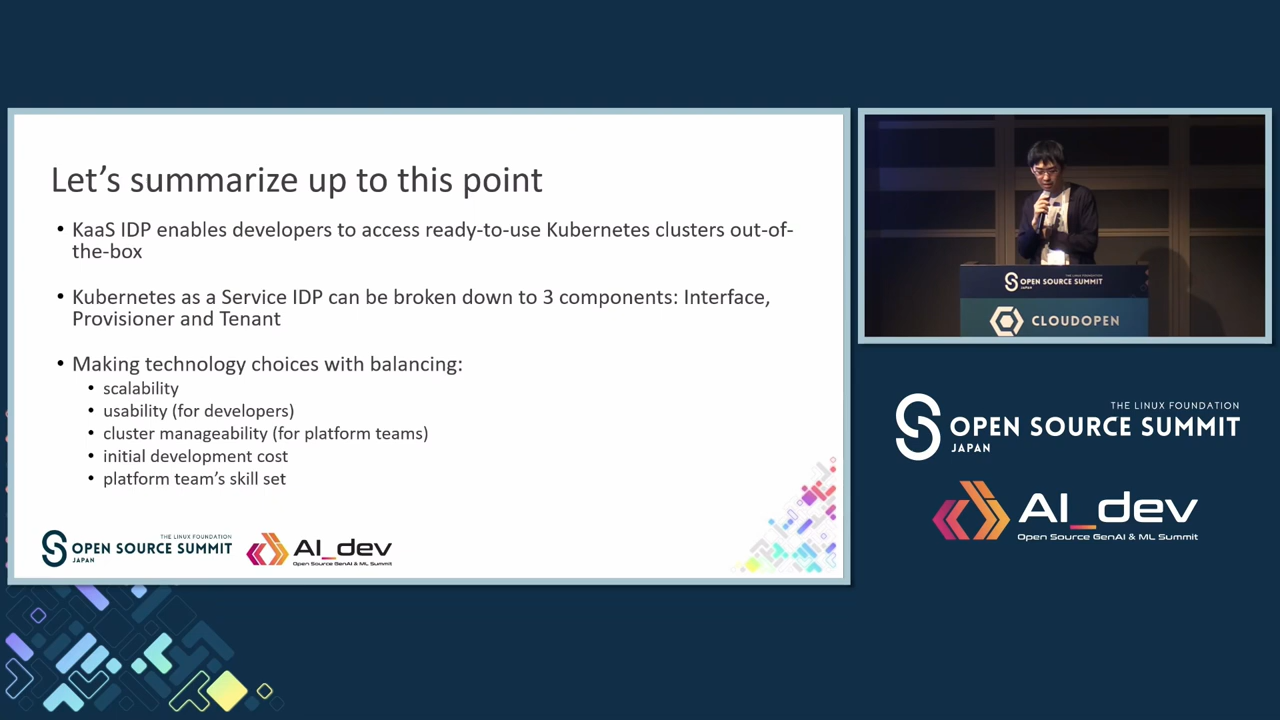 Let's summarize up to this point
• KaaS IDP enables developers to access ready-to-use Kubernetes clusters out-of-
the-box
• Kubernetes as a Service IDP can be broken down to 3 components: Interface,
Provisioner and Tenant
• Making technology choices with balancing:
• scalability
• usability (for developers)
• cluster manageability (for platform teams)
• initial development cost
• platform team's skill set
THE LINUX FOUNDATION
OPEN SOURCE SUMMIT
JAPAN
AI_dev
Open Source GenAI & ML Summit
THE LINUX FOUNDATION
OPEN SOURCE SUMMIT
JAPAN
CLOUDOPEN
THE LINUX FOUNDATION
OPEN SOURCE SUMMIT
JAPAN
AI_dev
Open Source GenAI & ML Summit